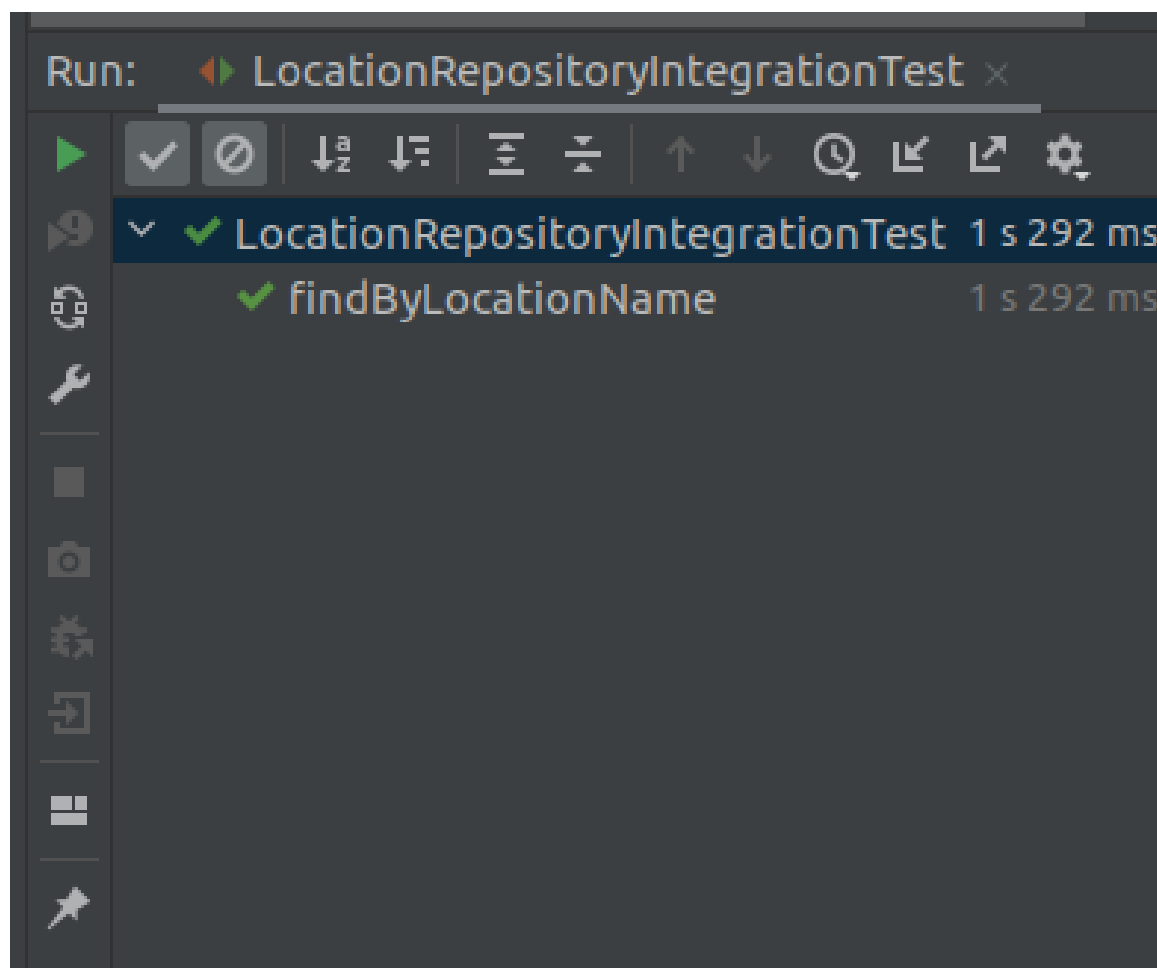 Run: LocationRepositoryIntegrationTest
LocationRepositoryIntegrationTest 1 s 292 ms
findByLocationName 1 s 292 ms